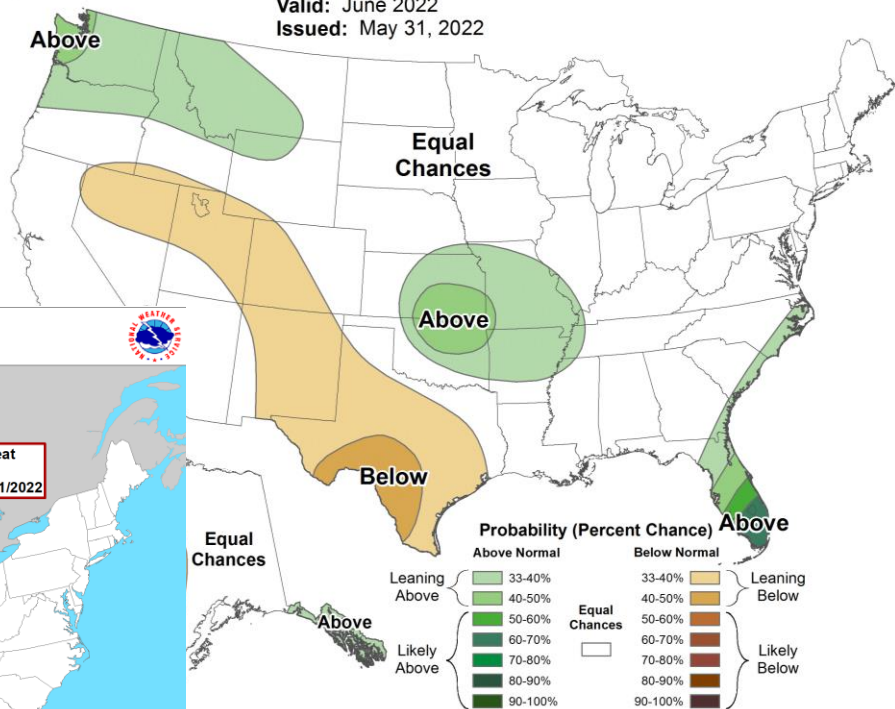 Valid: June 2022
Issued: May 31, 2022
Above
Equal
Chances
NATIONAL WEATHER SERVICE
Above
eat
1/2022
Below
Equal
Chances
Above
Above
Probability (Percent Chance)
Above Normal
Below Normal
Leaning
Above
33-40%
40-50%
Likely
Above
50-60%
60-70%
70-80%
80-90%
90-100%
Equal
Chances
33-40%
40-50%
Leaning
Below
50-60%
60-70%
70-80%
80-90%
90-100%
Likely
Below